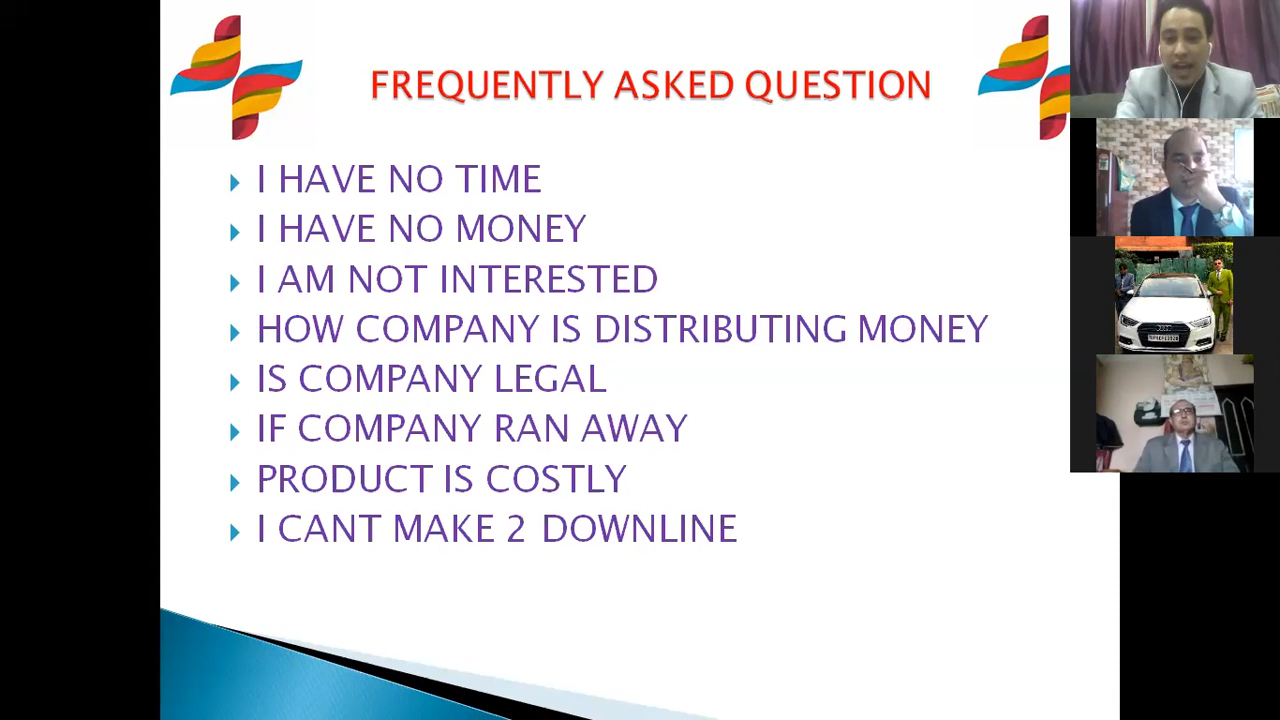 FREQUENTLY ASKED QUESTION
I HAVE NO TIME
I HAVE NO MONEY
I AM NOT INTERESTED
HOW COMPANY IS DISTRIBUTING MONEY
IS COMPANY LEGAL
IF COMPANY RAN AWAY
PRODUCT IS COSTLY
I CANT MAKE 2 DOWNLINE